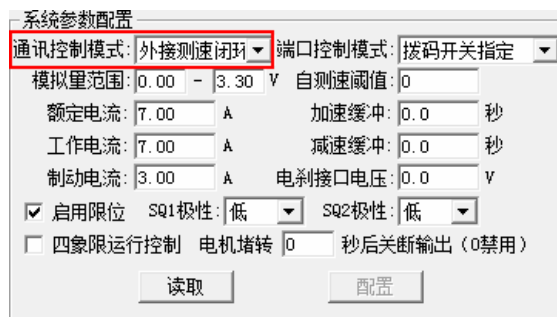 系统参数配置
通讯控制模式: 外接测速闭环 端口控制模式: 拨码开关指定
模拟量范围: 0.00 - 3.30 V 自测速阈值: 0
额定电流: 7.00 A 加速缓冲: 0.0 秒
工作电流: 7.00 A 减速缓冲: 0.0 秒
制动电流: 3.00 A 电刹接口电压: 0.0 V
启用限位 SQ1极性: 低 SQ2极性: 低
四象限运行控制 电机堵转 0 秒后关断输出（0禁用）
读取 配置